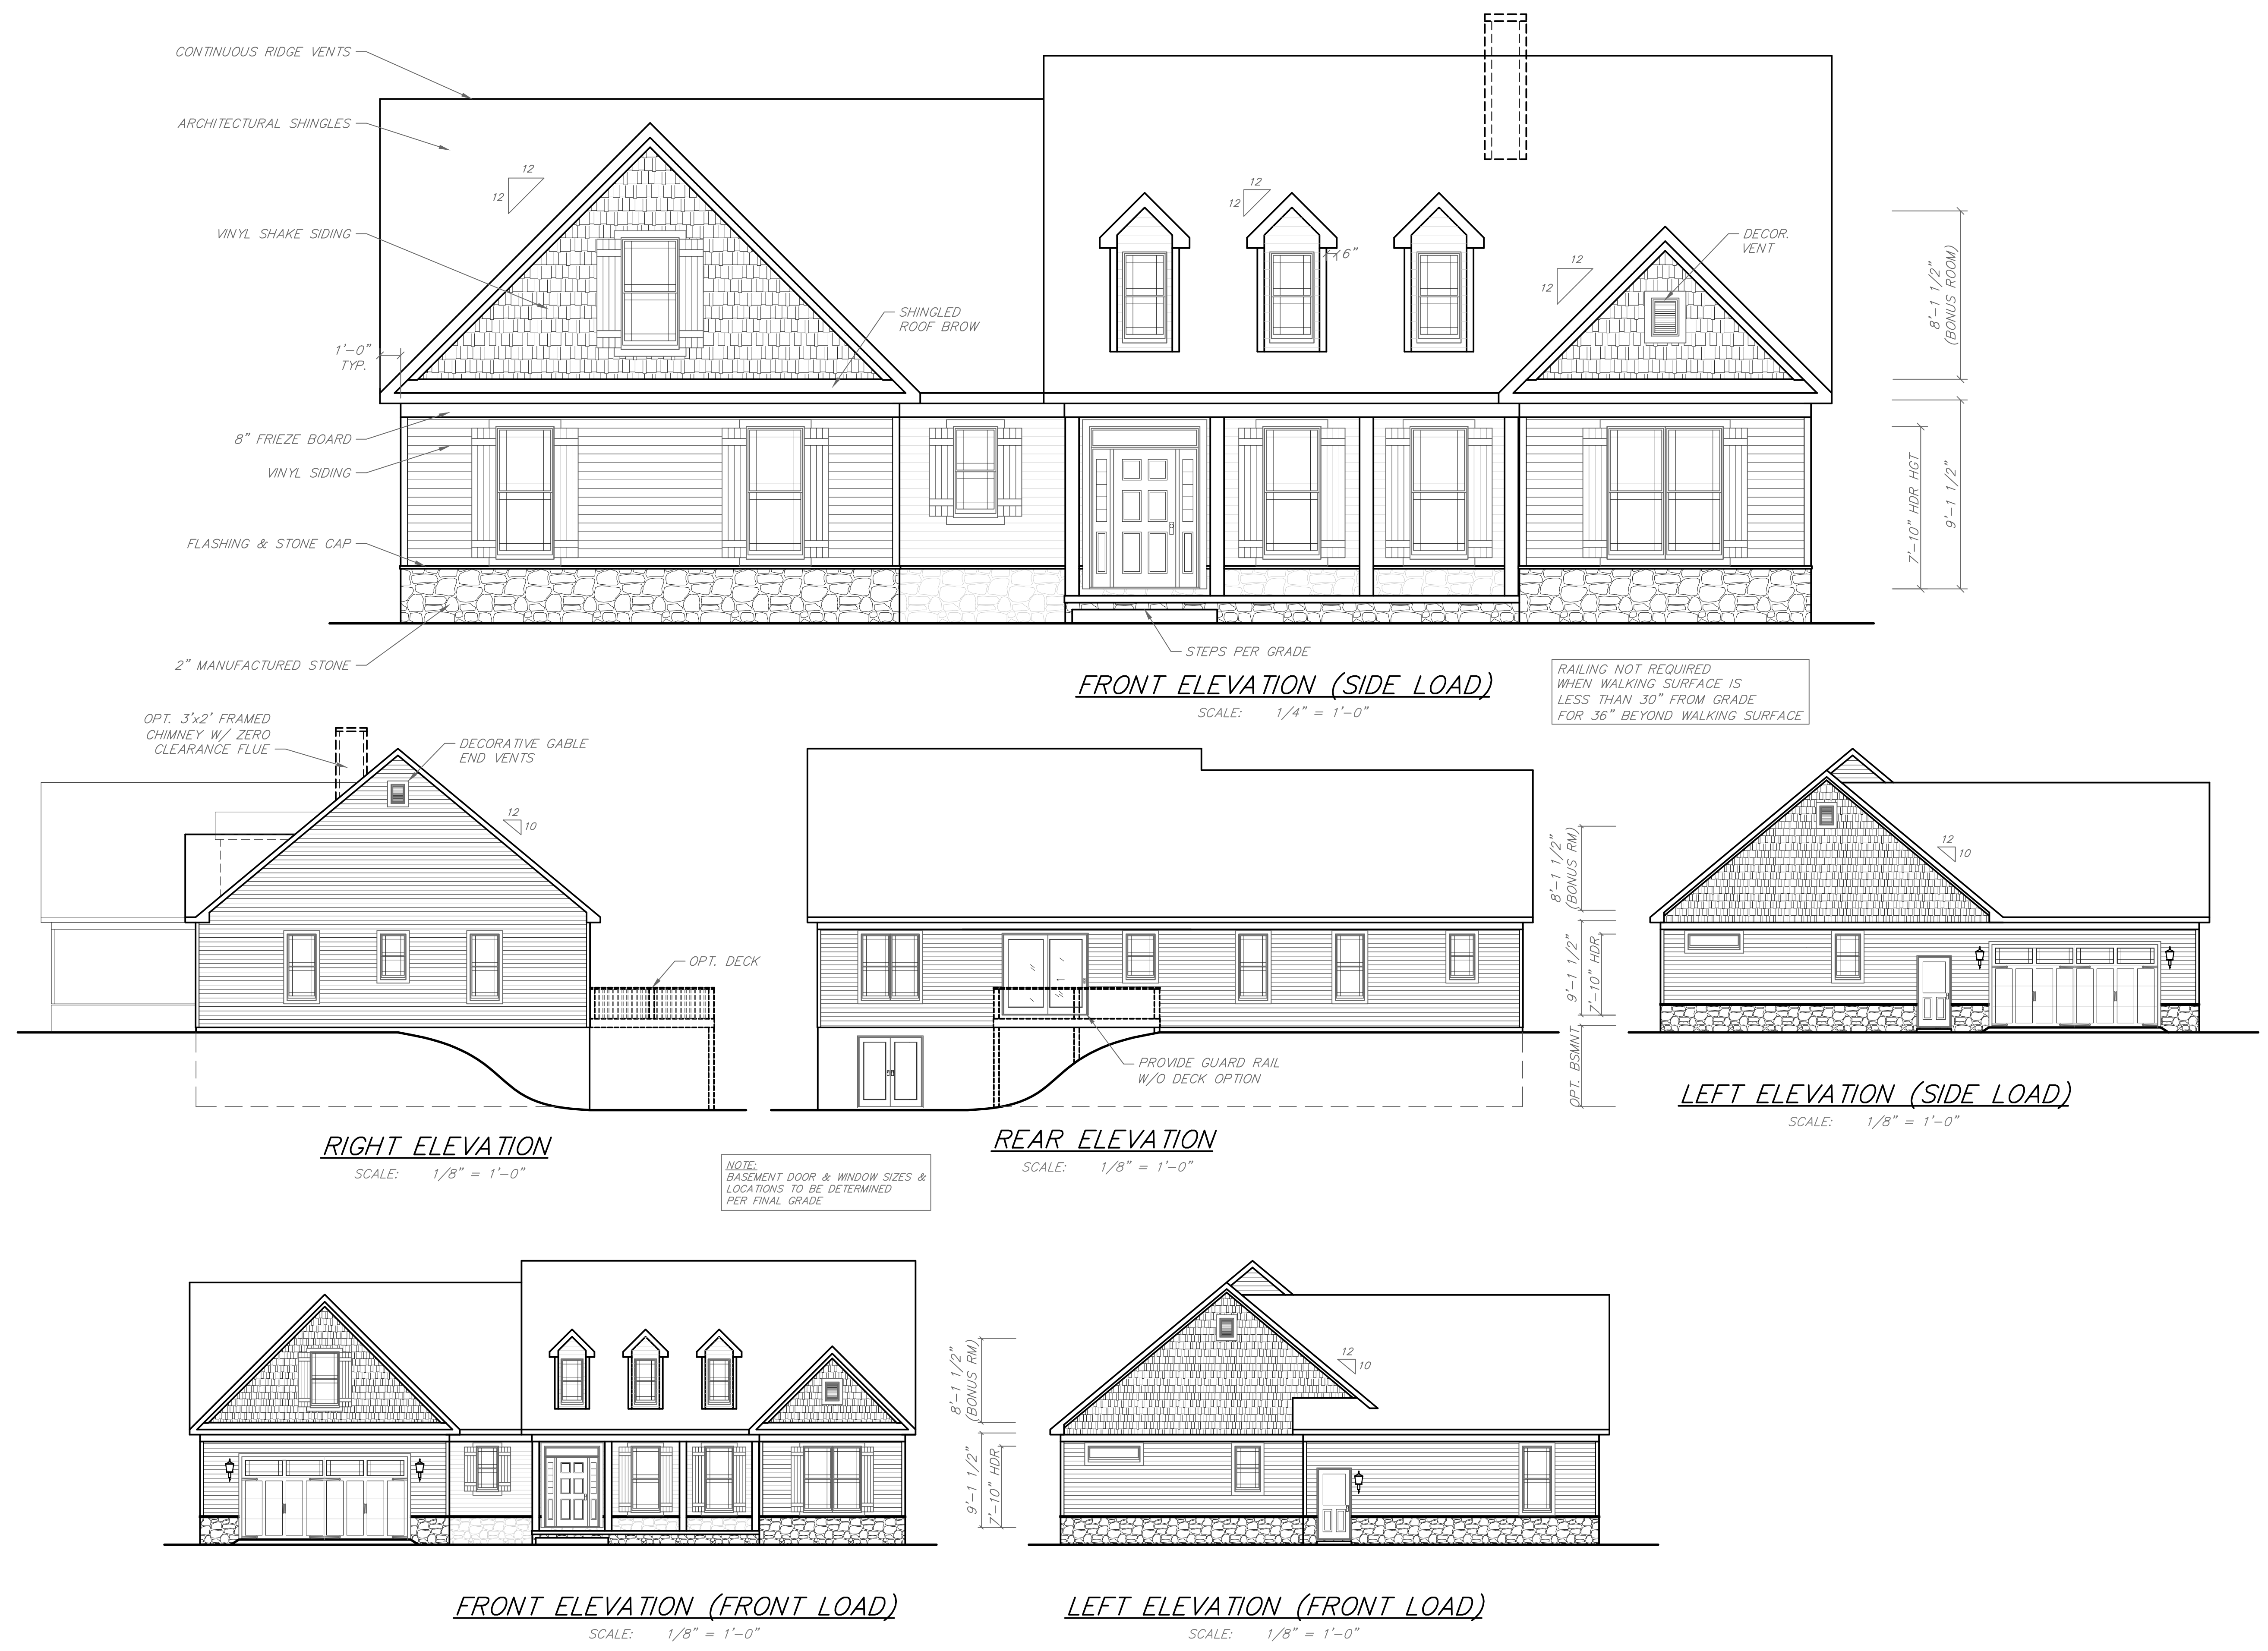 CONTINUOUS RIDGE VENTS
ARCHITECTURAL SHINGLES
12
12
VINYL SHAKE SIDING
SHINGLED
ROOF BROW
1'-0"
TYP.
12
12
6"
12
12
DECOR.
VENT
8'-1 1/2"
(BONUS ROOM)
8" FRIEZE BOARD
VINYL SIDING
FLASHING & STONE CAP
2" MANUFACTURED STONE
7'-10" HDR HGT
9'-1 1/2"
STEPS PER GRADE
FRONT ELEVATION (SIDE LOAD)
SCALE: 1/4" = 1'-0"
RAILING NOT REQUIRED
WHEN WALKING SURFACE IS
LESS THAN 30" FROM GRADE
FOR 36" BEYOND WALKING SURFACE
OPT. 3'x2' FRAMED
CHIMNEY W/ ZERO
CLEARANCE FLUE
DECORATIVE GABLE
END VENTS
12
10
OPT. DECK
RIGHT ELEVATION
SCALE: 1/8" = 1'-0"
PROVIDE GUARD RAIL
W/O DECK OPTION
8'-1 1/2"
(BONUS RM)
9'-1 1/2"
7'-10" HDR
OPT. BSMNT
REAR ELEVATION
SCALE: 1/8" = 1'-0"
NOTE:
BASEMENT DOOR & WINDOW SIZES &
LOCATIONS TO BE DETERMINED
PER FINAL GRADE
12
10
LEFT ELEVATION (SIDE LOAD)
SCALE: 1/8" = 1'-0"
8'-1 1/2"
(BONUS RM)
9'-1 1/2"
7'-10" HDR
FRONT ELEVATION (FRONT LOAD)
SCALE: 1/8" = 1'-0"
12
10
LEFT ELEVATION (FRONT LOAD)
SCALE: 1/8" = 1'-0"